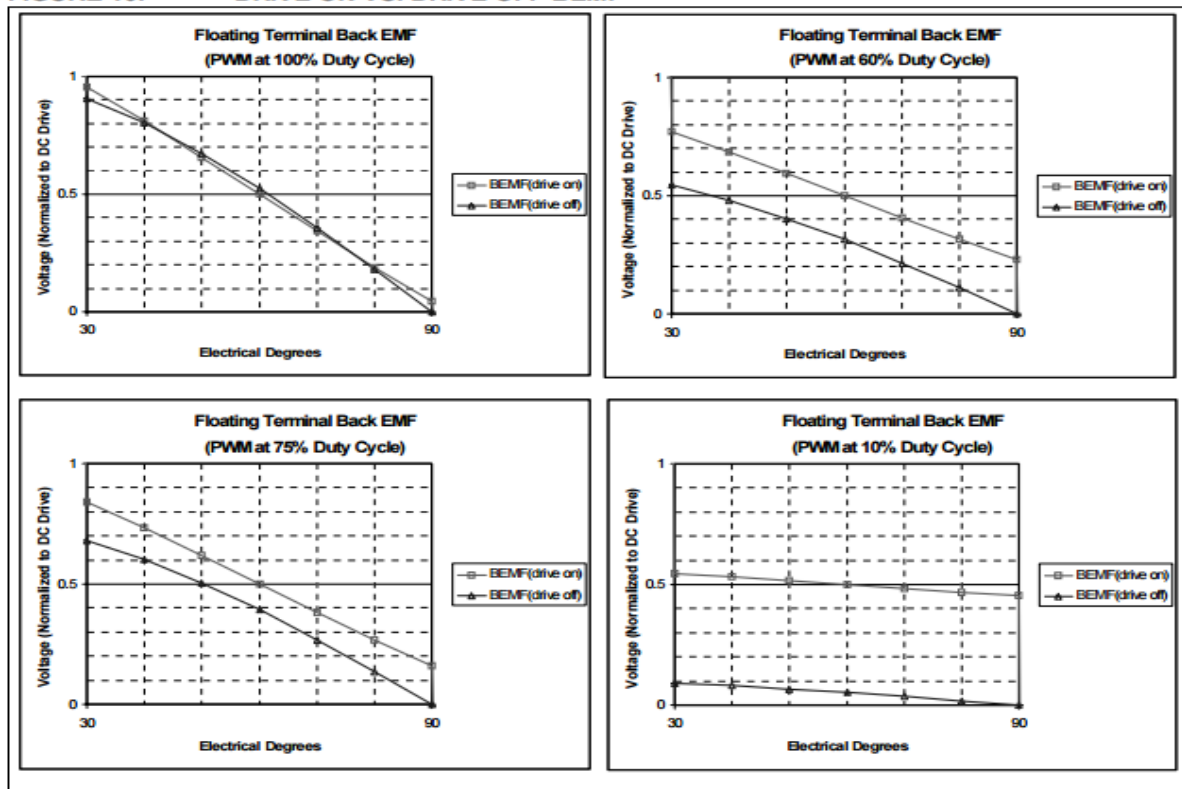 Floating Terminal Back EMF
(PWM at 100% Duty Cycle)
Voltage (Normalized to DC Drive)
1
0.5
0
30
90
Electrical Degrees
BEMF(drive on)
BEMF(drive off)
Floating Terminal Back EMF
(PWM at 60% Duty Cycle)
Voltage (Normalized to DC Drive)
1
0.5
0
30
90
Electrical Degrees
BEMF(drive on)
BEMF(drive off)
Floating Terminal Back EMF
(PWM at 75% Duty Cycle)
Voltage (Normalized to DC Drive)
1
0.5
0
30
90
Electrical Degrees
BEMF(drive on)
BEMF(drive off)
Floating Terminal Back EMF
(PWM at 10% Duty Cycle)
Voltage (Normalized to DC Drive)
1
0.5
0
30
90
Electrical Degrees
BEMF(drive on)
BEMF(drive off)